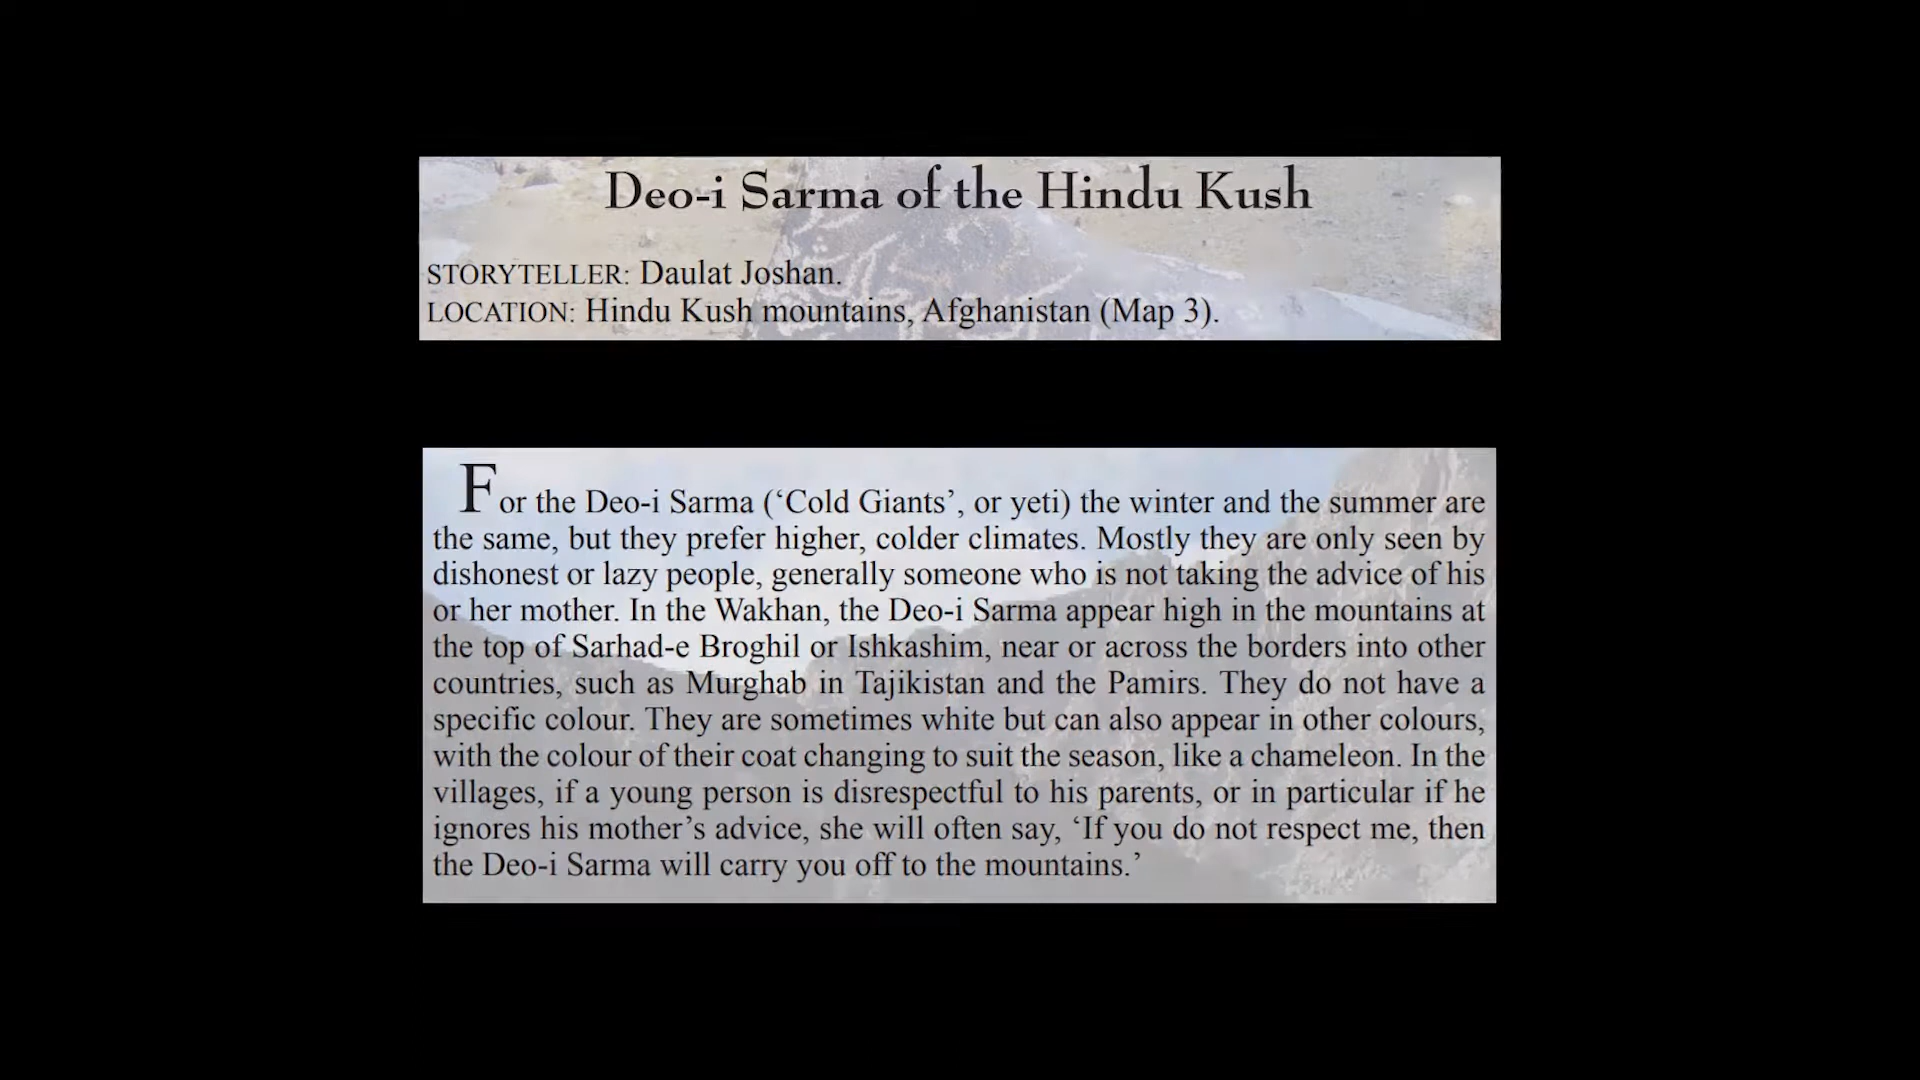 Deo-i Sarma of the Hindu Kush
STORYTELLER: Daulat Joshan.
LOCATION: Hindu Kush mountains, Afghanistan (Map 3).
For the Deo-i Sarma (‘Cold Giants’, or yeti) the winter and the summer are
the same, but they prefer higher, colder climates. Mostly they are only seen by
dishonest or lazy people, generally someone who is not taking the advice of his
or her mother. In the Wakhan, the Deo-i Sarma appear high in the mountains at
the top of Sarhad-e Broghil or Ishkashim, near or across the borders into other
countries, such as Murghab in Tajikistan and the Pamirs. They do not have a
specific colour. They are sometimes white but can also appear in other colours,
with the colour of their coat changing to suit the season, like a chameleon. In the
villages, if a young person is disrespectful to his parents, or in particular if he
ignores his mother’s advice, she will often say, ‘If you do not respect me, then
the Deo-i Sarma will carry you off to the mountains.’